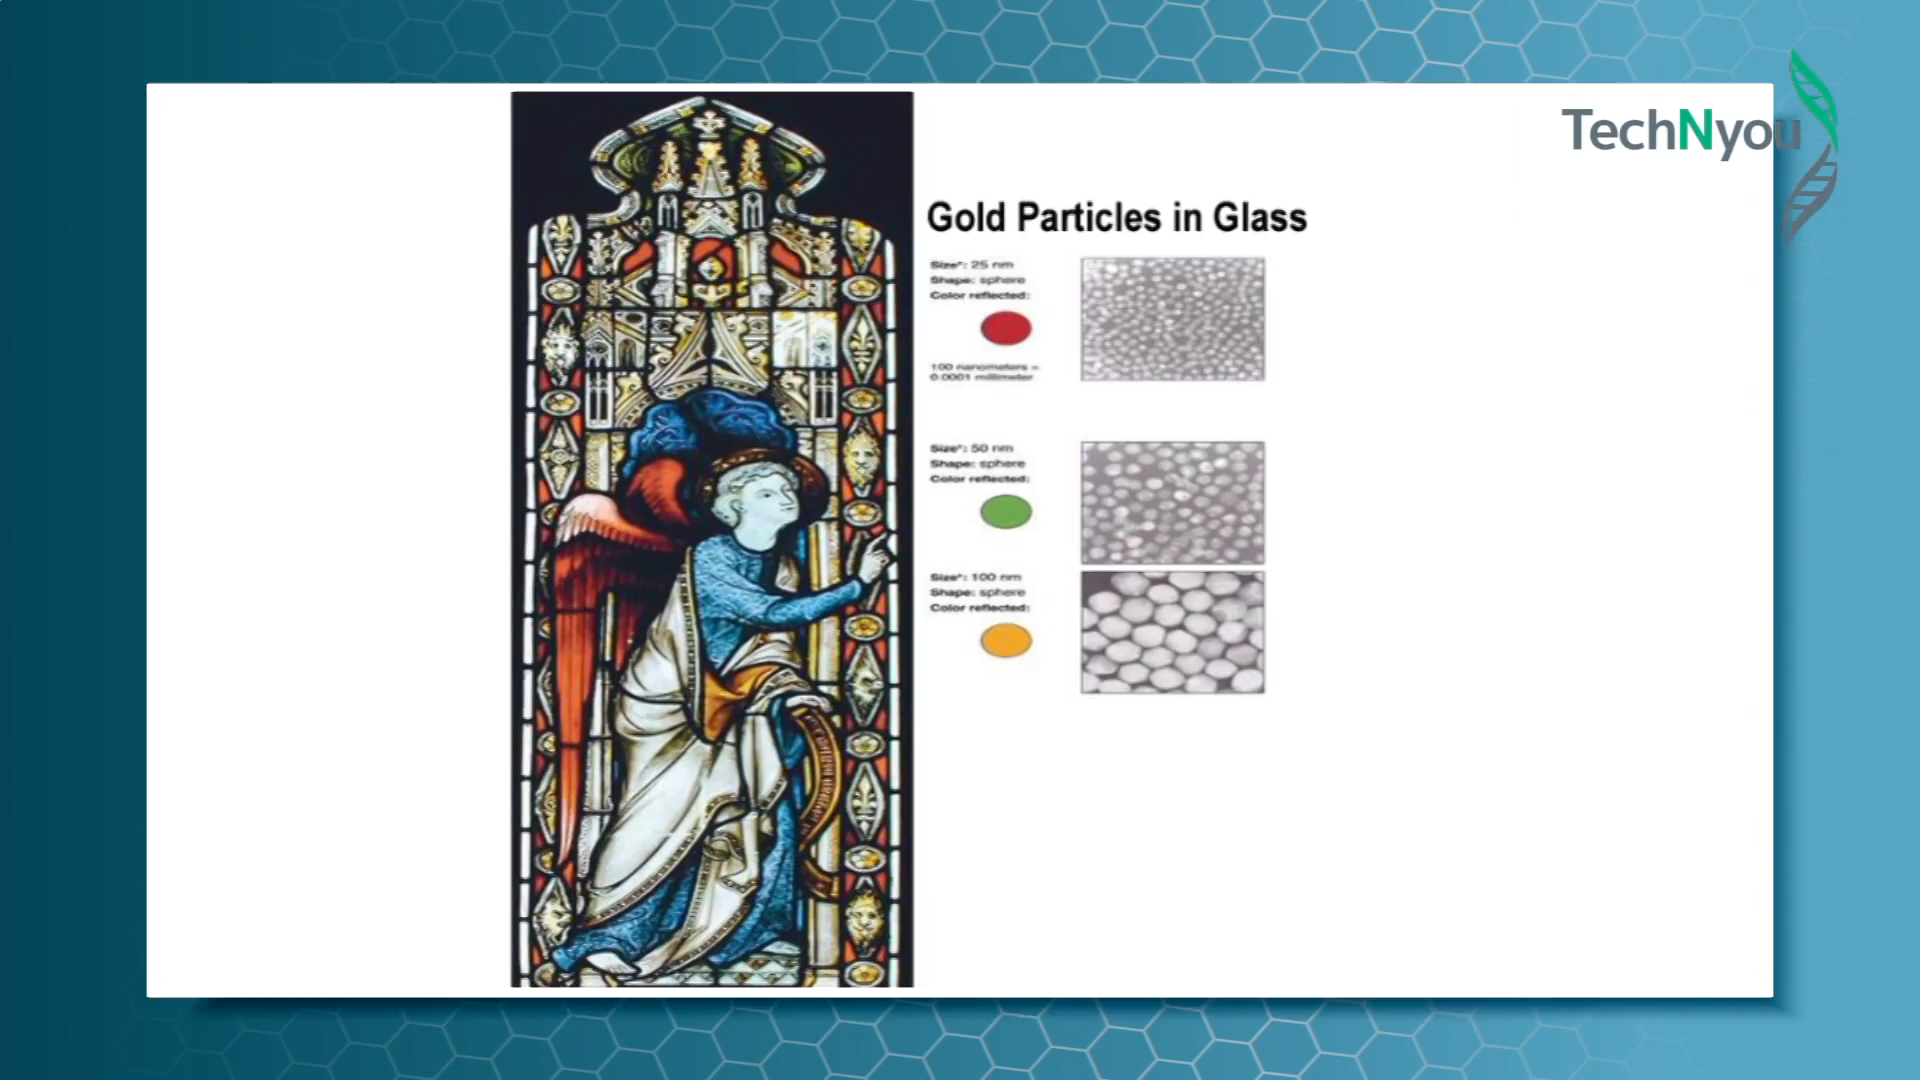 TechNyou
Gold Particles in Glass
Size*: 25 nm
Shape: sphere
Color reflected:
100 nanometers =
0.0001 millimeter
Size*: 50 nm
Shape: sphere
Color reflected:
Size*: 100 nm
Shape: sphere
Color reflected: